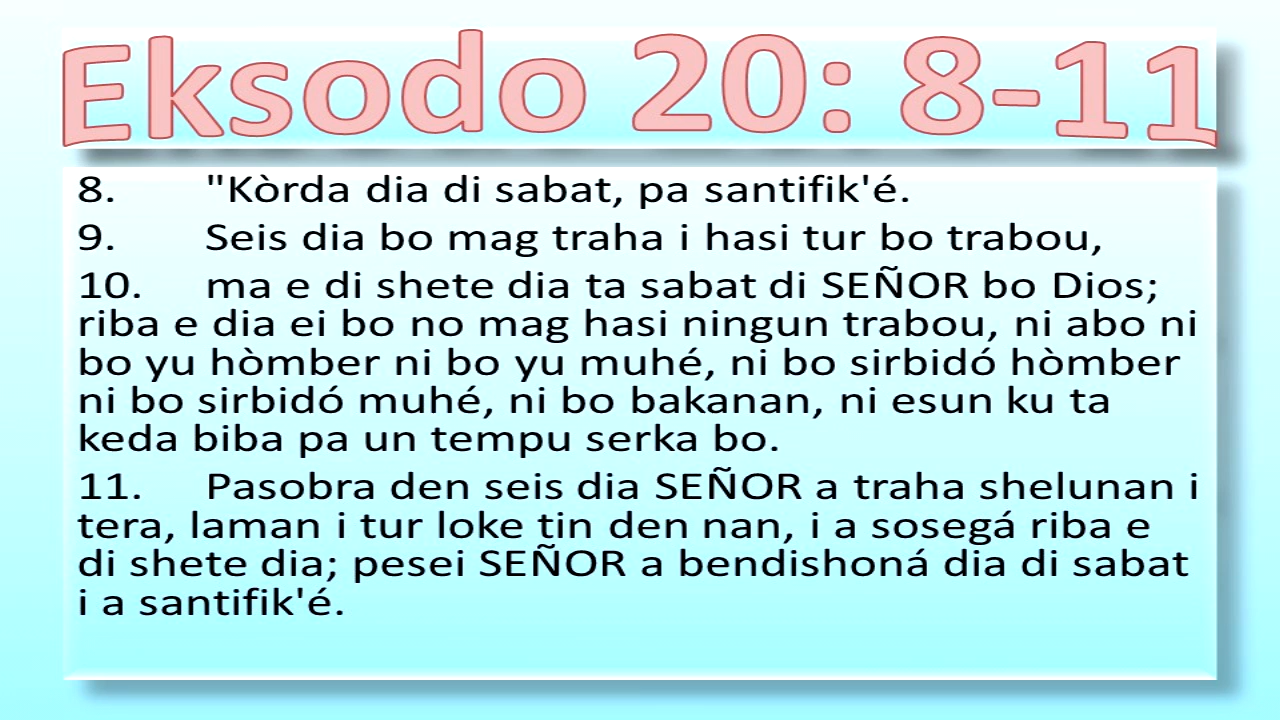 Eksodo 20: 8-11
8. "Kòrda dia di sabat, pa santifik'é.
9. Seis dia bo mag traha i hasi tur bo trabou,
10. ma e di shete dia ta sabat di SEÑOR bo Dios;
riba e dia ei bo no mag hasi ningun trabou, ni abo ni
bo yu hòmber ni bo yu muhé, ni bo sirbidó hòmber
ni bo sirbidó muhé, ni bo bakanan, ni esun ku ta
keda biba pa un tempu serka bo.
11. Pasobra den seis dia SEÑOR a traha shelunan i
tera, laman i tur loke tin den nan, i a sosegá riba e
di shete dia; pesei SEÑOR a bendishoná dia di sabat
i a santifik'é.